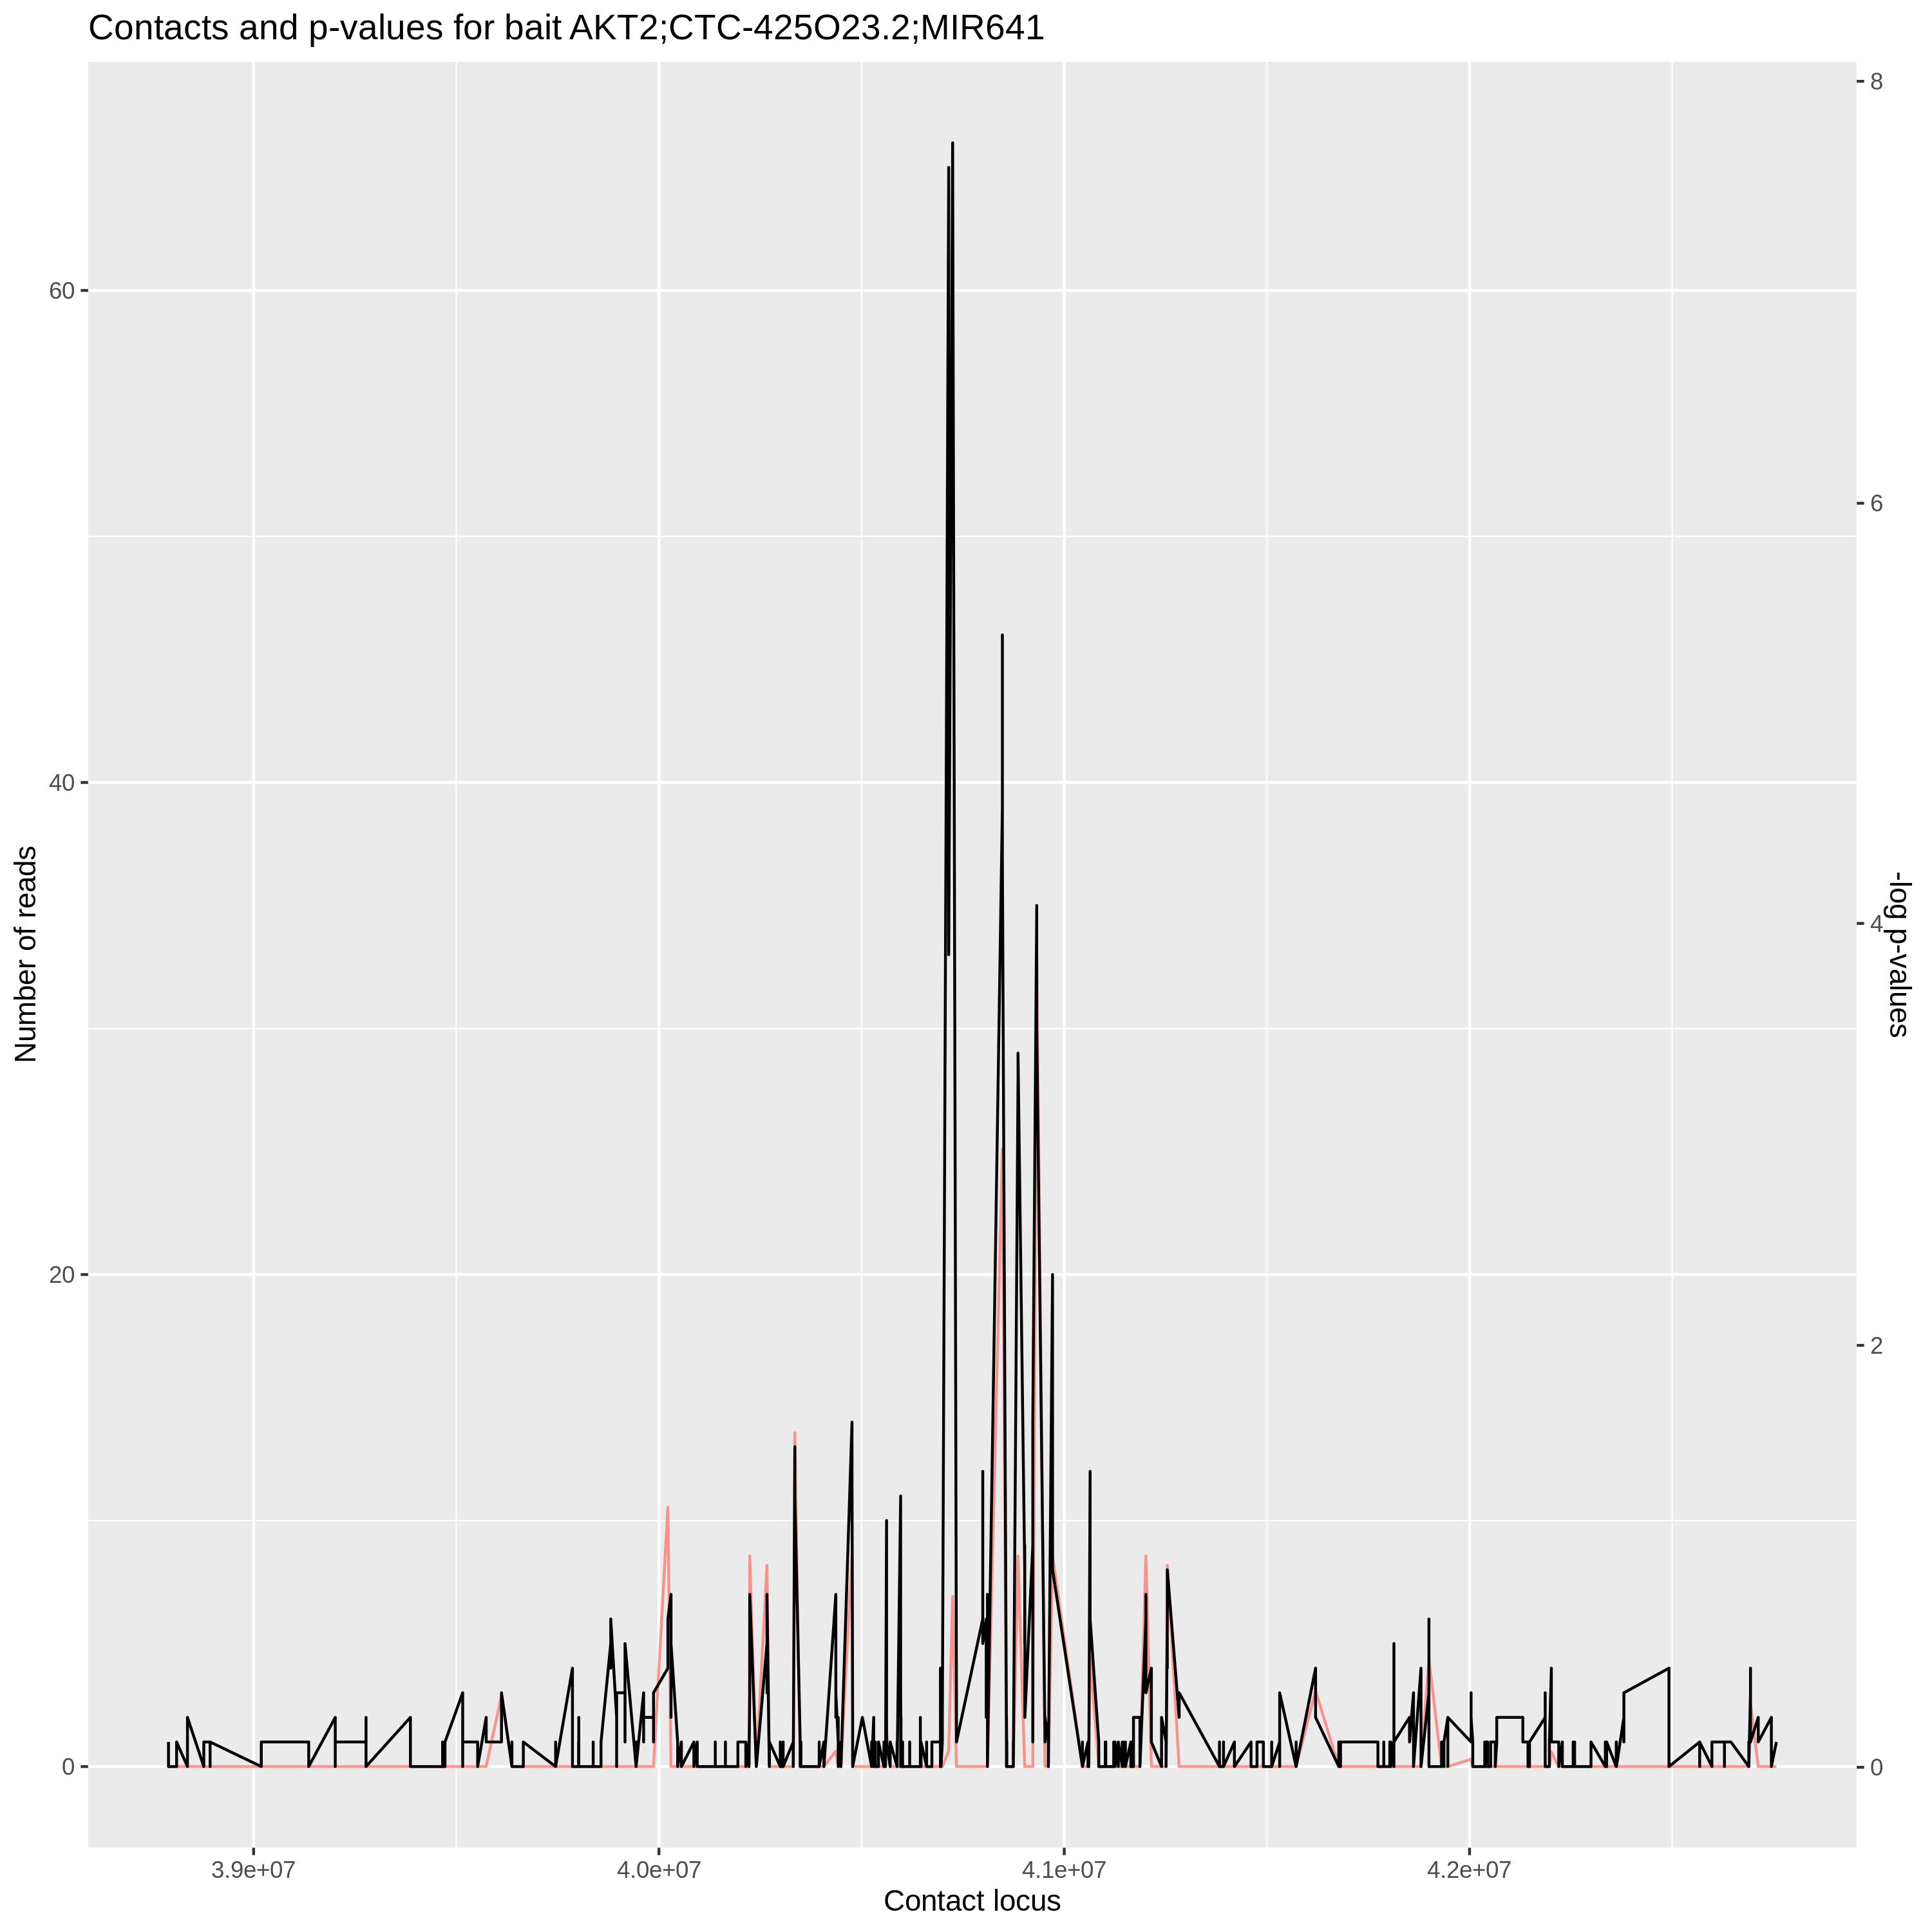 Contacts and p-values for bait AKT2;CTC-425O23.2;MIR641
8
60
6
40
4
Number of reads
-log p-values
20
2
0
0
3.9e+07
4.0e+07
4.1e+07
4.2e+07
Contact locus